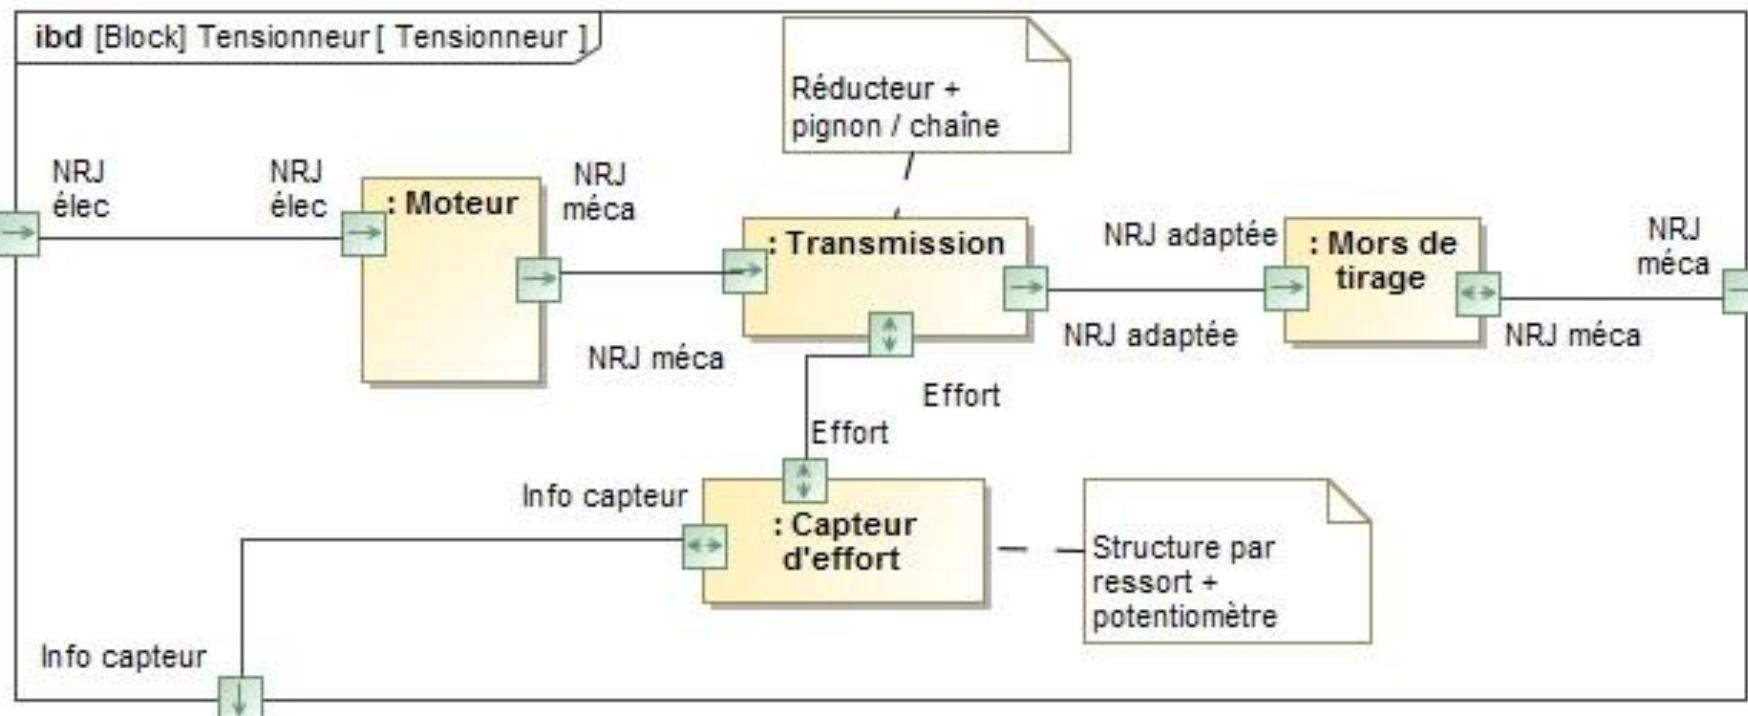 ibd [Block] Tensionneur [ Tensionneur ]
Réducteur +
pignon / chaîne
NRJ
élec
NRJ
élec
: Moteur
NRJ
méca
NRJ méca
: Transmission
NRJ adaptée
NRJ adaptée
: Mors de
tirage
NRJ
méca
NRJ méca
Effort
Effort
Info capteur
: Capteur
d'effort
Structure par
ressort +
potentiomètre
Info capteur